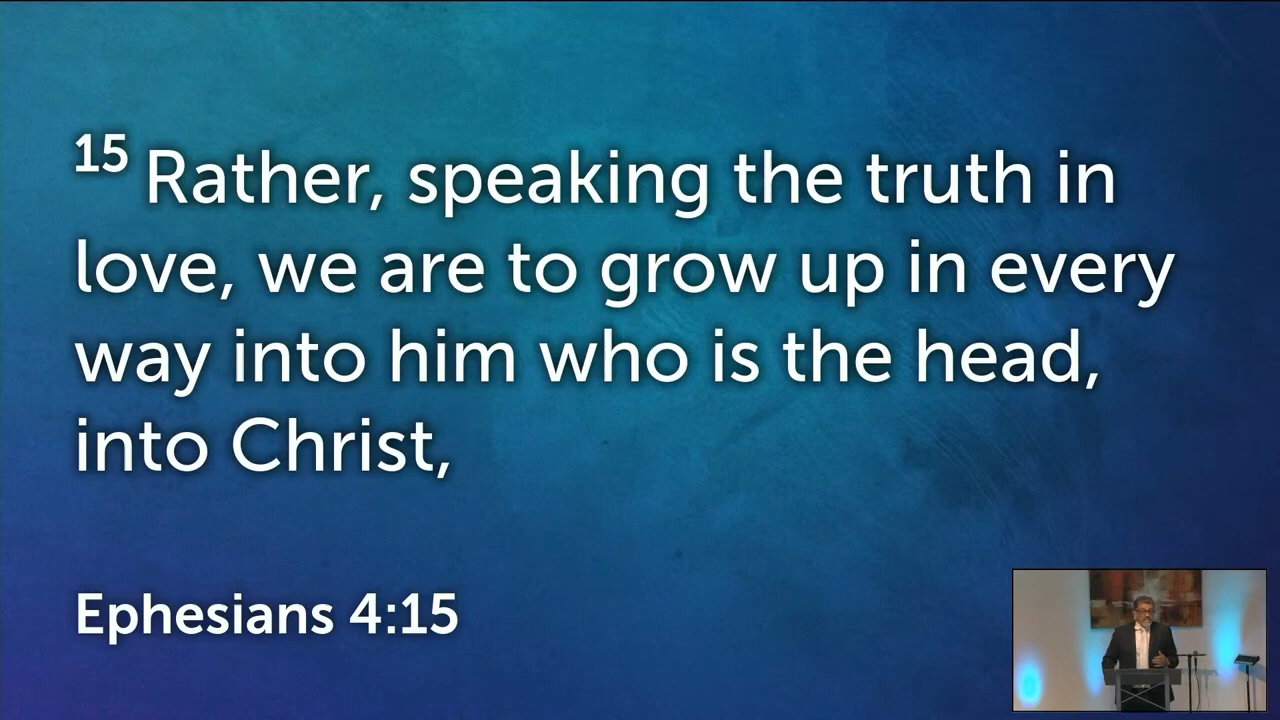 15 Rather, speaking the truth in
love, we are to grow up in every
way into him who is the head,
into Christ,
Ephesians 4:15